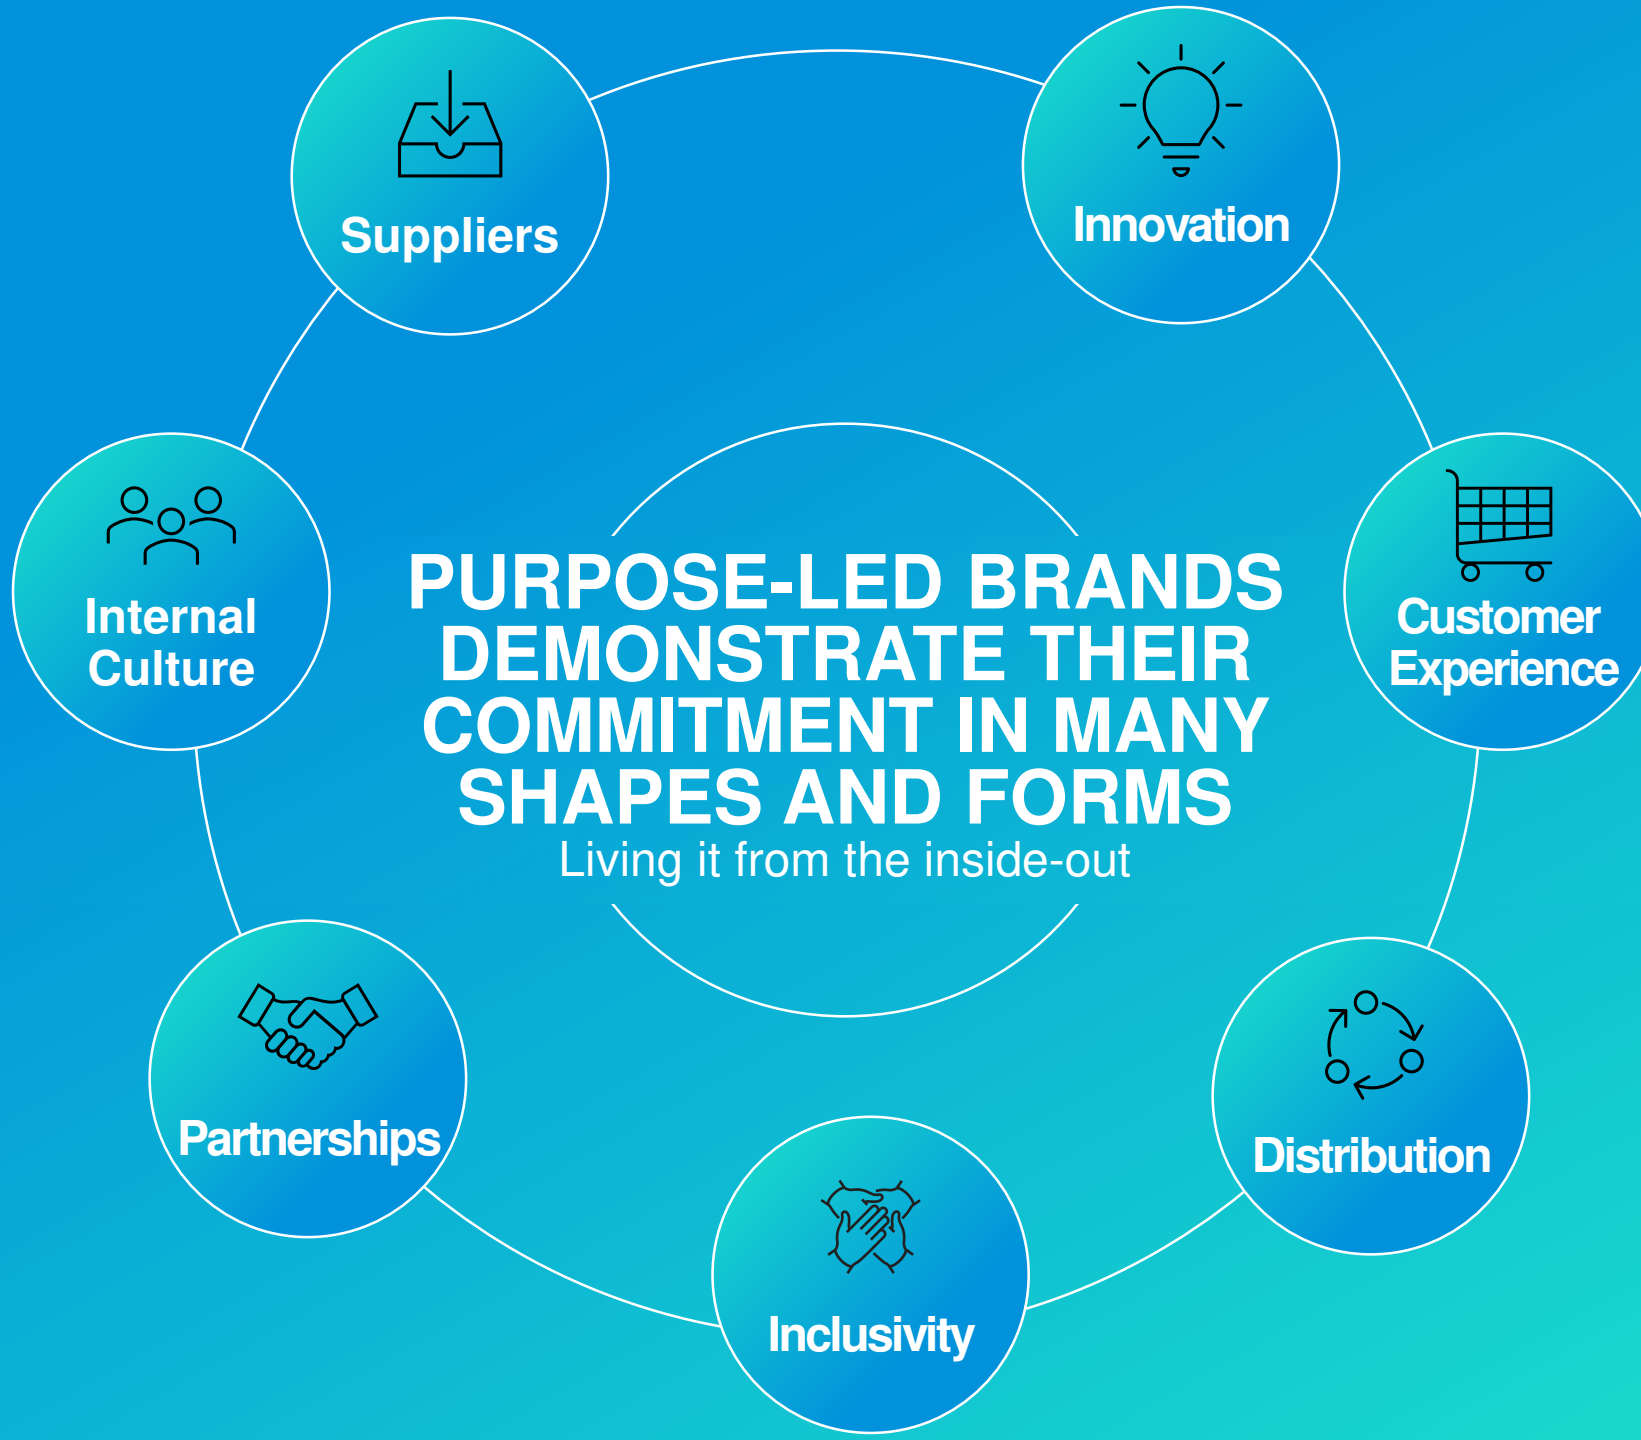 Suppliers
Innovation
Internal
Culture
Customer
Experience
PURPOSE-LED BRANDS
DEMONSTRATE THEIR
COMMITMENT IN MANY
SHAPES AND FORMS
Living it from the inside-out
Partnerships
Distribution
Inclusivity